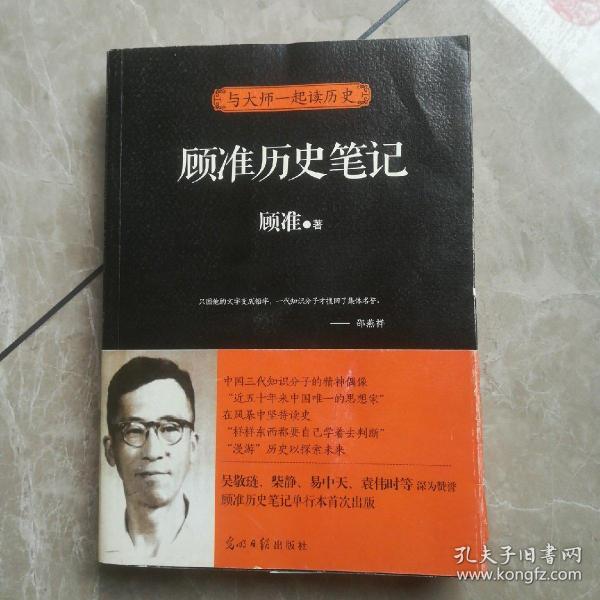 与大师一起读历史
顾准历史笔记
顾准●著
只因他的文字变成铅字，一代知识分子才挽回了集体名誉。
——邵燕祥
中国三代知识分子的精神偶像
“近五十年来中国唯一的思想家”
在风暴中坚持读史
“样样东西都要自己学着去判断”
“漫游”历史以探索未来
吴敬琏、柴静、易中天、袁伟时等 深为赞誉
顾准历史笔记单行本首次出版
光明日报出版社
孔夫子旧书网
www.kongfz.com